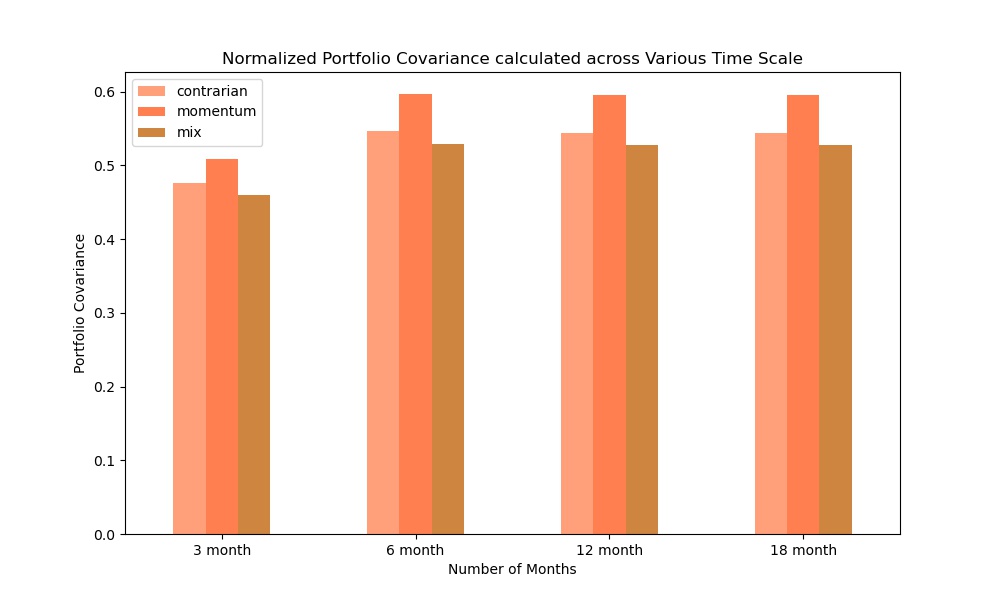 Normalized Portfolio Covariance calculated across Various Time Scale
contrarian
momentum
mix
Portfolio Covariance
0.6
0.5
0.4
0.3
0.2
0.1
0.0
3 month
6 month
12 month
18 month
Number of Months